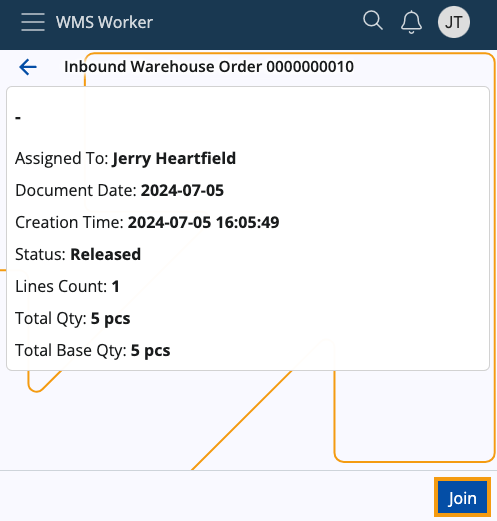 WMS Worker JT
Inbound Warehouse Order 0000000010
-
Assigned To: Jerry Heartfield
Document Date: 2024-07-05
Creation Time: 2024-07-05 16:05:49
Status: Released
Lines Count: 1
Total Qty: 5 pcs
Total Base Qty: 5 pcs
Join